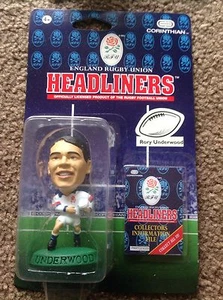 CORINTHIAN
ENGLAND RUGBY UNION
HEADLINERS
OFFICIALLY LICENSED PRODUCT OF THE RUGBY FOOTBALL UNION
RFU
Rory Underwood
HEADLINERS
COLLECTORS
INFORMATION
FILE
UNDERWOOD